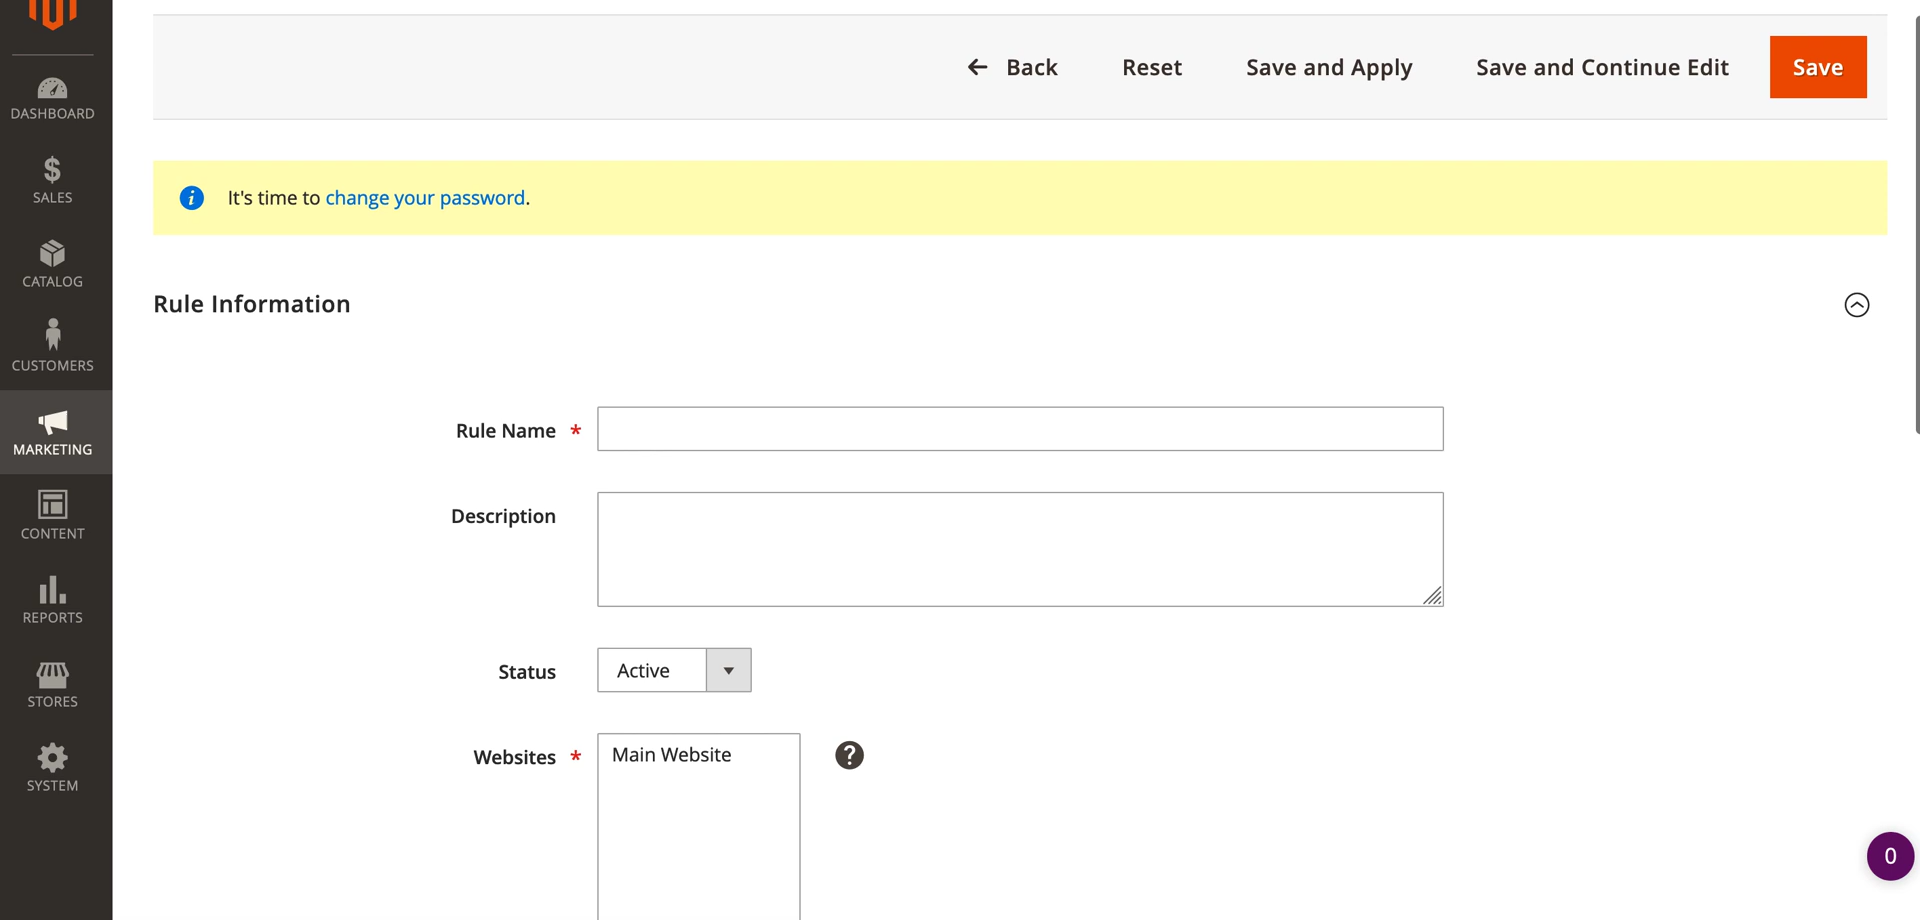 Back
Reset
Save and Apply
Save and Continue Edit
Save
DASHBOARD
SALES
CATALOG
CUSTOMERS
MARKETING
CONTENT
REPORTS
STORES
SYSTEM
It's time to change your password.
Rule Information
Rule Name *
Description
Status
Active
Websites *
Main Website
?
0